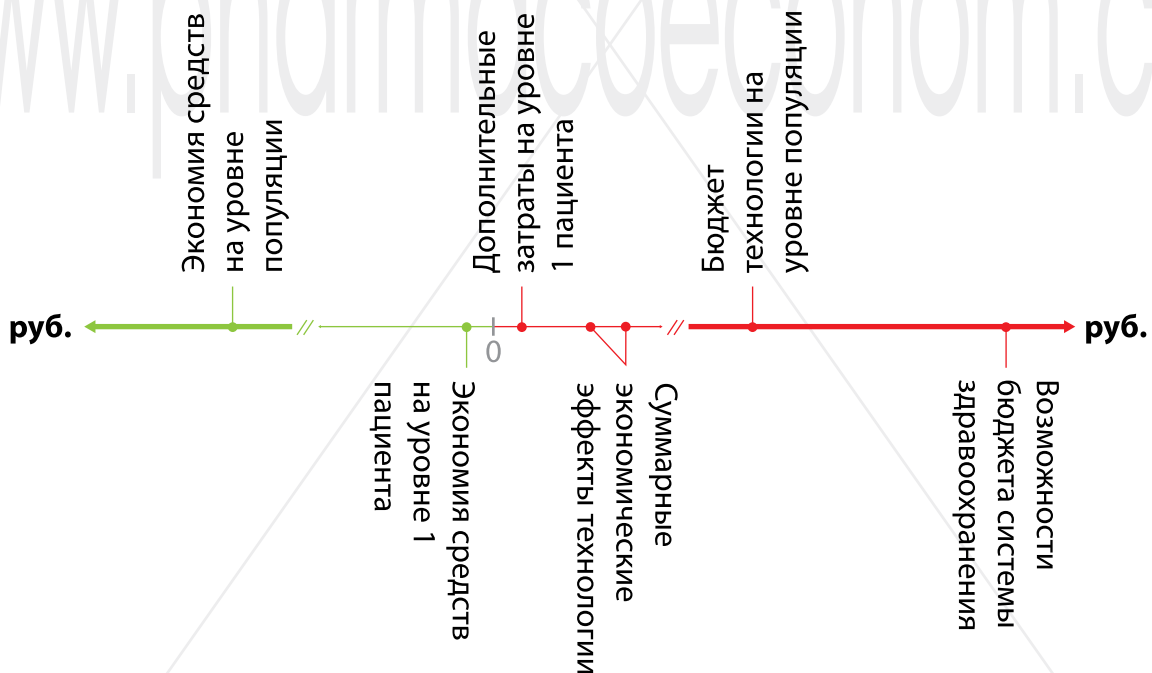 www.pharmacoeconom.c
Экономия средств
на уровне
популяции
Дополнительные
затраты на уровне
1 пациента
Бюджет
технологии на
уровне популяции
руб.
0
руб.
Экономия средств
на уровне 1
пациента
Суммарные
экономические
эффекты технологии
Возможности
бюджета системы
здравоохранения